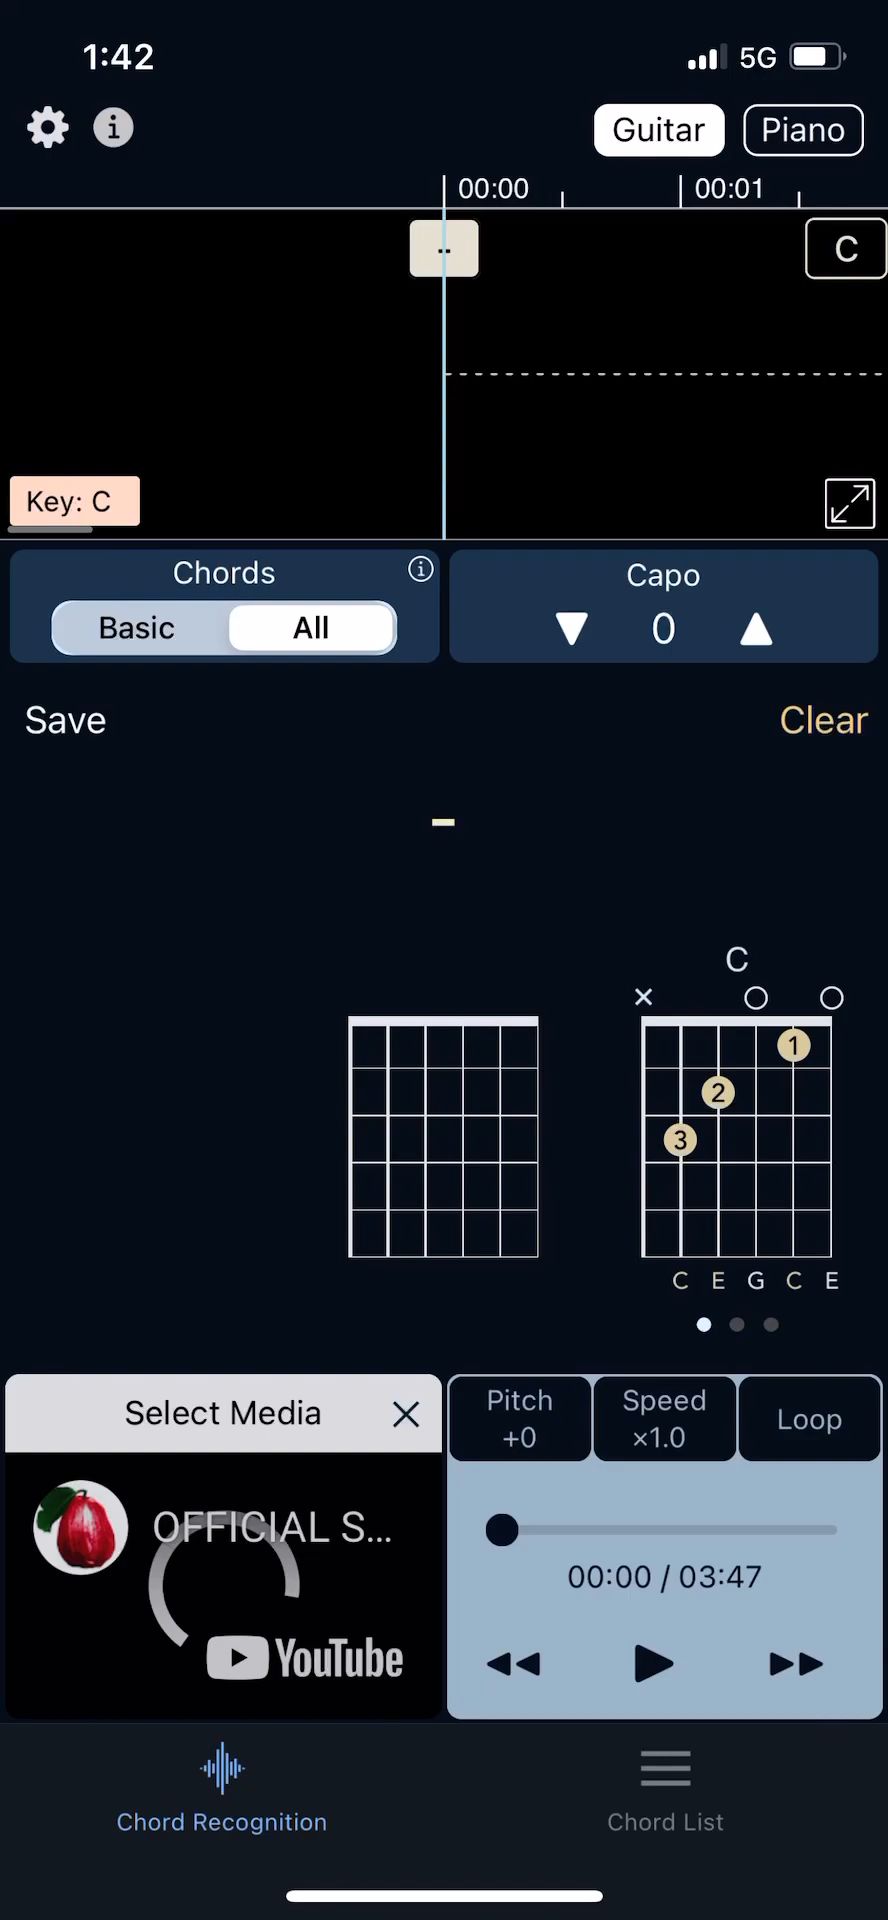 1:42
5G
Guitar Piano
00:00 00:01
- C
Key: C
Chords
Basic All
Capo
0
Save Clear
-
C
× ○ ○
1
2
3
C E G C E
Select Media ×
OFFICIAL S...
YouTube
Pitch
+0
Speed
×1.0
Loop
00:00 / 03:47
Chord Recognition
Chord List